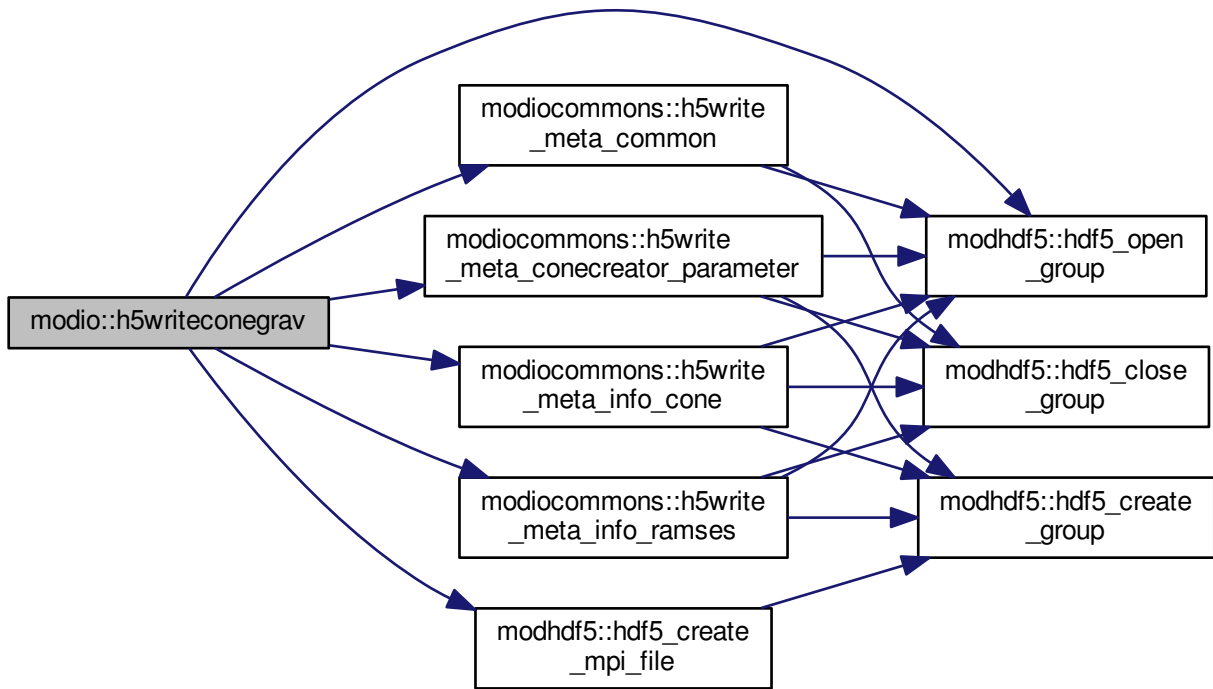 modio::h5writeconegrav
modiocommons::h5write
_meta_common
modiocommons::h5write
_meta_conecreator_parameter
modiocommons::h5write
_meta_info_cone
modiocommons::h5write
_meta_info_ramses
modhdf5::hdf5_create
_mpi_file
modhdf5::hdf5_open
_group
modhdf5::hdf5_close
_group
modhdf5::hdf5_create
_group